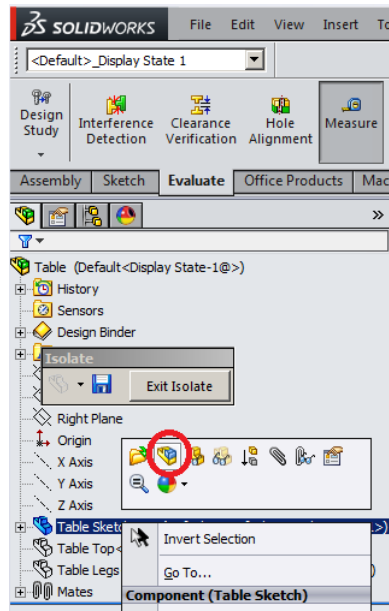 SOLIDWORKS File Edit View Insert
<Default>_Display State 1
Design Study
Interference Detection
Clearance Verification
Hole Alignment
Measure
Assembly Sketch Evaluate Office Products
»
Table (Default<Display State-1@>)
History
Sensors
Design Binder
Isolate
Exit Isolate
Right Plane
Origin
X Axis
Y Axis
Z Axis
Table
Table Top
Table Legs
Mates
Invert Selection
Go To...
Component (Table Sketch)